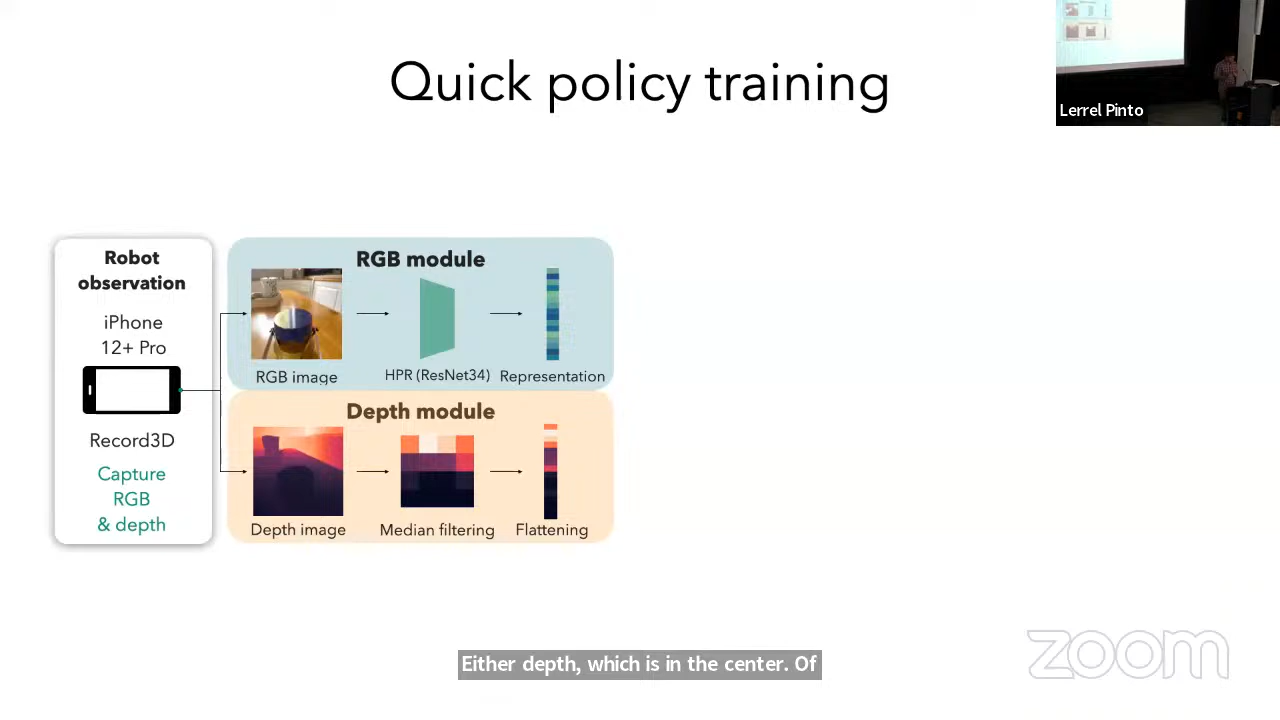 Quick policy training
Lerrel Pinto
Robot
observation
iPhone
12+ Pro
Record3D
Capture
RGB
& depth
RGB module
RGB image
HPR (ResNet34)
Representation
Depth module
Depth image
Median filtering
Flattening
Either depth, which is in the center. Of
zoom